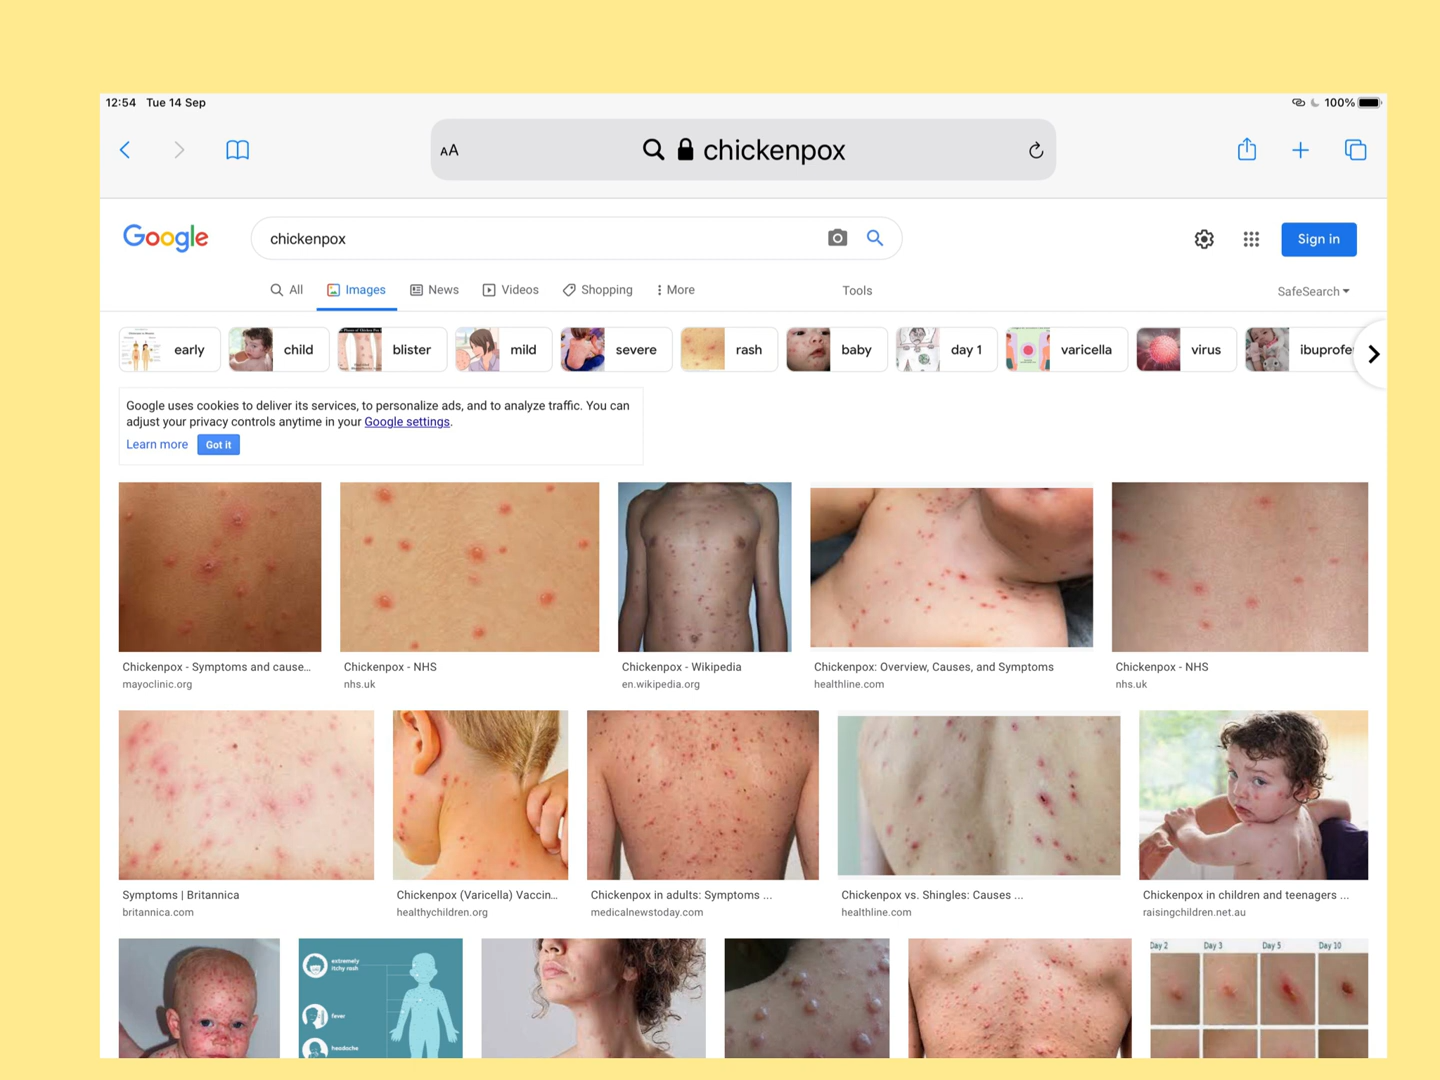 12:54 Tue 14 Sep
100%
AA chickenpox
Google chickenpox
Sign in
All Images News Videos Shopping More Tools
SafeSearch
early child blister mild severe rash baby day 1 varicella virus ibuprofe
Google uses cookies to deliver its services, to personalize ads, and to analyze traffic. You can
adjust your privacy controls anytime in your Google settings.
Learn more Got it
Chickenpox - Symptoms and cause...
mayoclinic.org
Chickenpox - NHS
nhs.uk
Chickenpox - Wikipedia
en.wikipedia.org
Chickenpox: Overview, Causes, and Symptoms
healthline.com
Chickenpox - NHS
nhs.uk
Symptoms | Britannica
britannica.com
Chickenpox (Varicella) Vaccin...
healthychildren.org
Chickenpox in adults: Symptoms ...
medicalnewstoday.com
Chickenpox vs. Shingles: Causes ...
healthline.com
Chickenpox in children and teenagers ...
raisingchildren.net.au
extremely
itchy rash
fever
headache
Day 2 Day 3 Day 5 Day 10